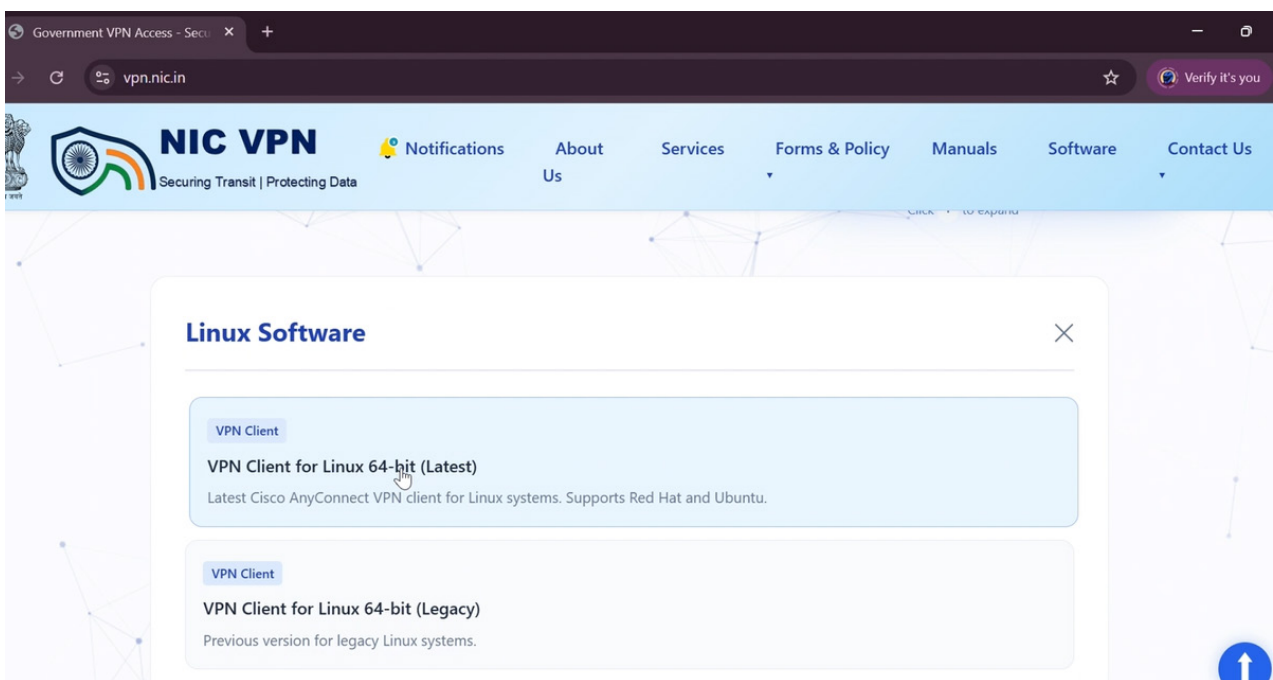 Government VPN Access - Secu
vpn.nic.in
Verify it's you
NIC VPN
Securing Transit | Protecting Data
Notifications
About Us
Services
Forms & Policy
Manuals
Software
Contact Us
Click to expand
Linux Software
VPN Client
VPN Client for Linux 64-bit (Latest)
Latest Cisco AnyConnect VPN client for Linux systems. Supports Red Hat and Ubuntu.
VPN Client
VPN Client for Linux 64-bit (Legacy)
Previous version for legacy Linux systems.